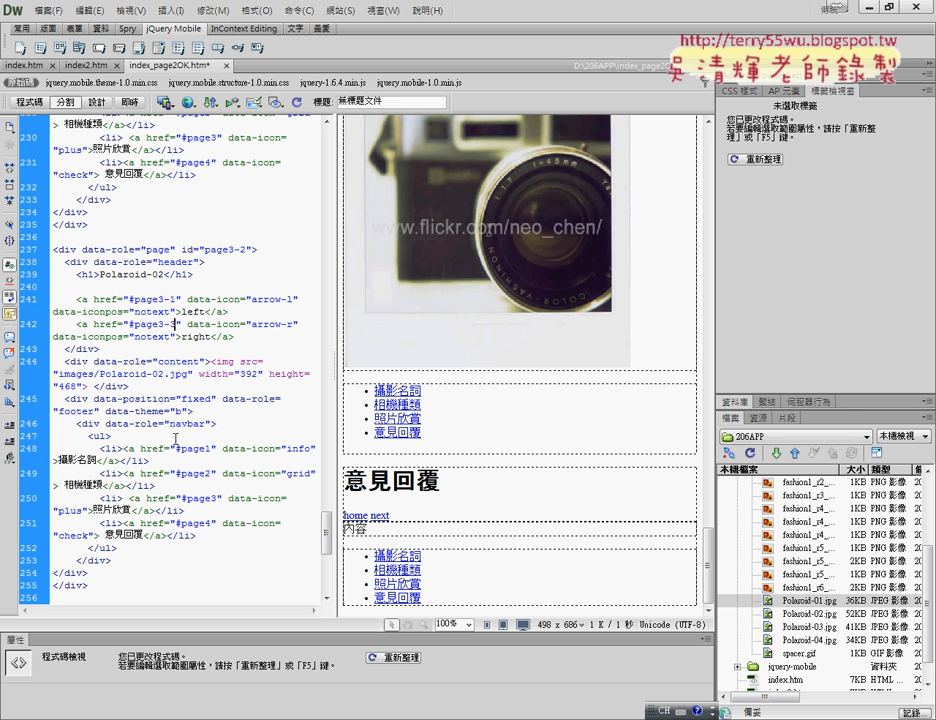 Dw 檔案(F) 編輯(E) 檢視(V) 插入(I) 修改(M) 格式(O) 命令(C) 網站(S) 視窗(W) 說明(H)
http://terry55wu.blogspot.tw
吳清輝老師錄製
常用 版面 表單 資料 Spry jQuery Mobile InContext Editing 文字 最愛
index.htm × index2.htm × index_page2OK.htm* ×
D:\206APP\index_page2O
原始碼 jquery.mobile.theme-1.0.min.css jquery.mobile.structure-1.0.min.css jquery-1.6.4.min.js jquery.mobile-1.0.min.js
程式碼 分割 設計 即時 標題: 無標題文件
CSS 樣式 AP 元素 標籤檢視窗
未選取標籤
您已更改程式碼。
若要編輯選取範圍屬性，請按「重新整理」或「F5」鍵。
重新整理
> 相機種類</a></li>
230 <li> <a href="#page3" data-icon=
"plus">照片欣賞</a></li>
231 <li><a href="#page4" data-icon=
"check"> 意見回覆</a></li>
232 </ul>
233 </div>
234 </div>
235 </div>
236
237 <div data-role="page" id="page3-2">
238 <div data-role="header">
239 <h1>Polaroid-02</h1>
240
241 <a href="#page3-1" data-icon="arrow-l"
data-iconpos="notext">left</a>
242 <a href="#page3-3" data-icon="arrow-r"
data-iconpos="notext">right</a>
243 </div>
244 <div data-role="content"><img src=
"images/Polaroid-02.jpg" width="392" height=
"468"> </div>
245 <div data-position="fixed" data-role=
"footer" data-theme="b">
246 <div data-role="navbar">
247 <ul>
248 <li><a href="#page1" data-icon="info"
>攝影名詞</a></li>
249 <li><a href="#page2" data-icon="grid"
> 相機種類</a></li>
250 <li> <a href="#page3" data-icon=
"plus">照片欣賞</a></li>
251 <li><a href="#page4" data-icon=
"check"> 意見回覆</a></li>
252 </ul>
253 </div>
254 </div>
255 </div>
256
www.flickr.com/neo_chen/
攝影名詞
相機種類
照片欣賞
意見回覆
意見回覆
home next
內容
攝影名詞
相機種類
照片欣賞
意見回覆
100% 498 x 686 1 K / 1 秒 Unicode (UTF-8)
屬性
程式碼檢視 您已更改程式碼。
若要編輯選取範圍屬性，請按「重新整理」或「F5」鍵。
重新整理
資料庫 繫結 伺服器行為
檔案 資源 片段
206APP 本機檢視
本機檔案 大小 類型
fashion1_r2_... 1KB PNG 影像
fashion1_r3_... 1KB PNG 影像
fashion1_r4_... 1KB PNG 影像
fashion1_r4_... 1KB PNG 影像
fashion1_r5_... 2KB PNG 影像
fashion1_r5_... 1KB PNG 影像
fashion1_r5_... 2KB PNG 影像
fashion1_r6_... 2KB PNG 影像
Polaroid-01.jpg 36KB JPEG 影像
Polaroid-02.jpg 52KB JPEG 影像
Polaroid-03.jpg 41KB JPEG 影像
Polaroid-04.jpg 34KB JPEG 影像
spacer.gif 1KB GIF 影像
jquery-mobile 資料夾
index.htm 7KB HTML ...
備妥 記錄...
CH